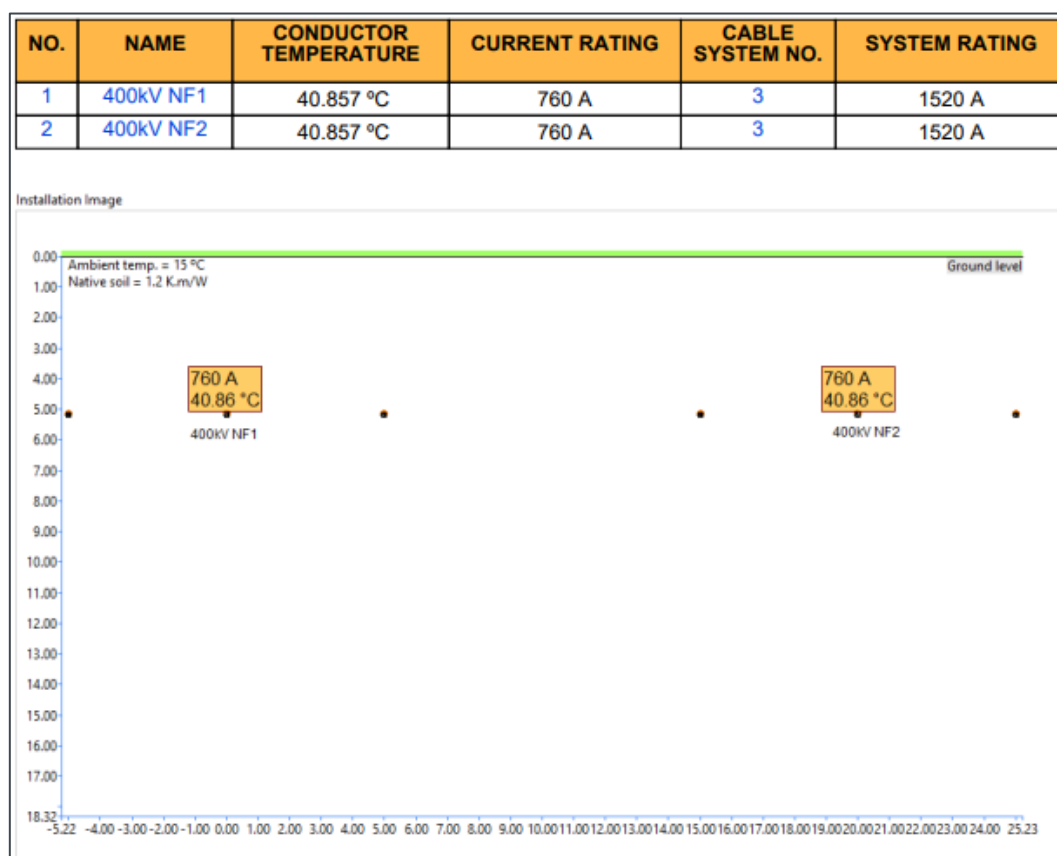 NO. NAME CONDUCTOR TEMPERATURE CURRENT RATING CABLE SYSTEM NO. SYSTEM RATING
1 400kV NF1 40.857 ºC 760 A 3 1520 A
2 400kV NF2 40.857 ºC 760 A 3 1520 A
Installation Image
0.00
Ambient temp. = 15 ºC
Ground level
Native soil = 1.2 K.m/W
1.00
2.00
3.00
4.00
760 A
40.86 °C
760 A
40.86 °C
5.00
400kV NF1
400kV NF2
6.00
7.00
8.00
9.00
10.00
11.00
12.00
13.00
14.00
15.00
16.00
17.00
18.32
-5.22 -4.00 -3.00 -2.00 -1.00 0.00 1.00 2.00 3.00 4.00 5.00 6.00 7.00 8.00 9.00 10.00 11.00 12.00 13.00 14.00 15.00 16.00 17.00 18.00 19.00 20.00 21.00 22.00 23.00 24.00 25.23